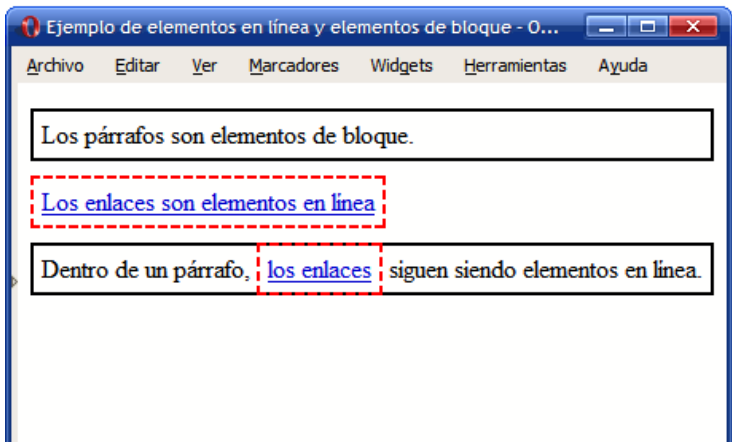 Ejemplo de elementos en línea y elementos de bloque - O...
Archivo Editar Ver Marcadores Widgets Herramientas Ayuda
Los párrafos son elementos de bloque.
Los enlaces son elementos en línea
Dentro de un párrafo, los enlaces siguen siendo elementos en línea.